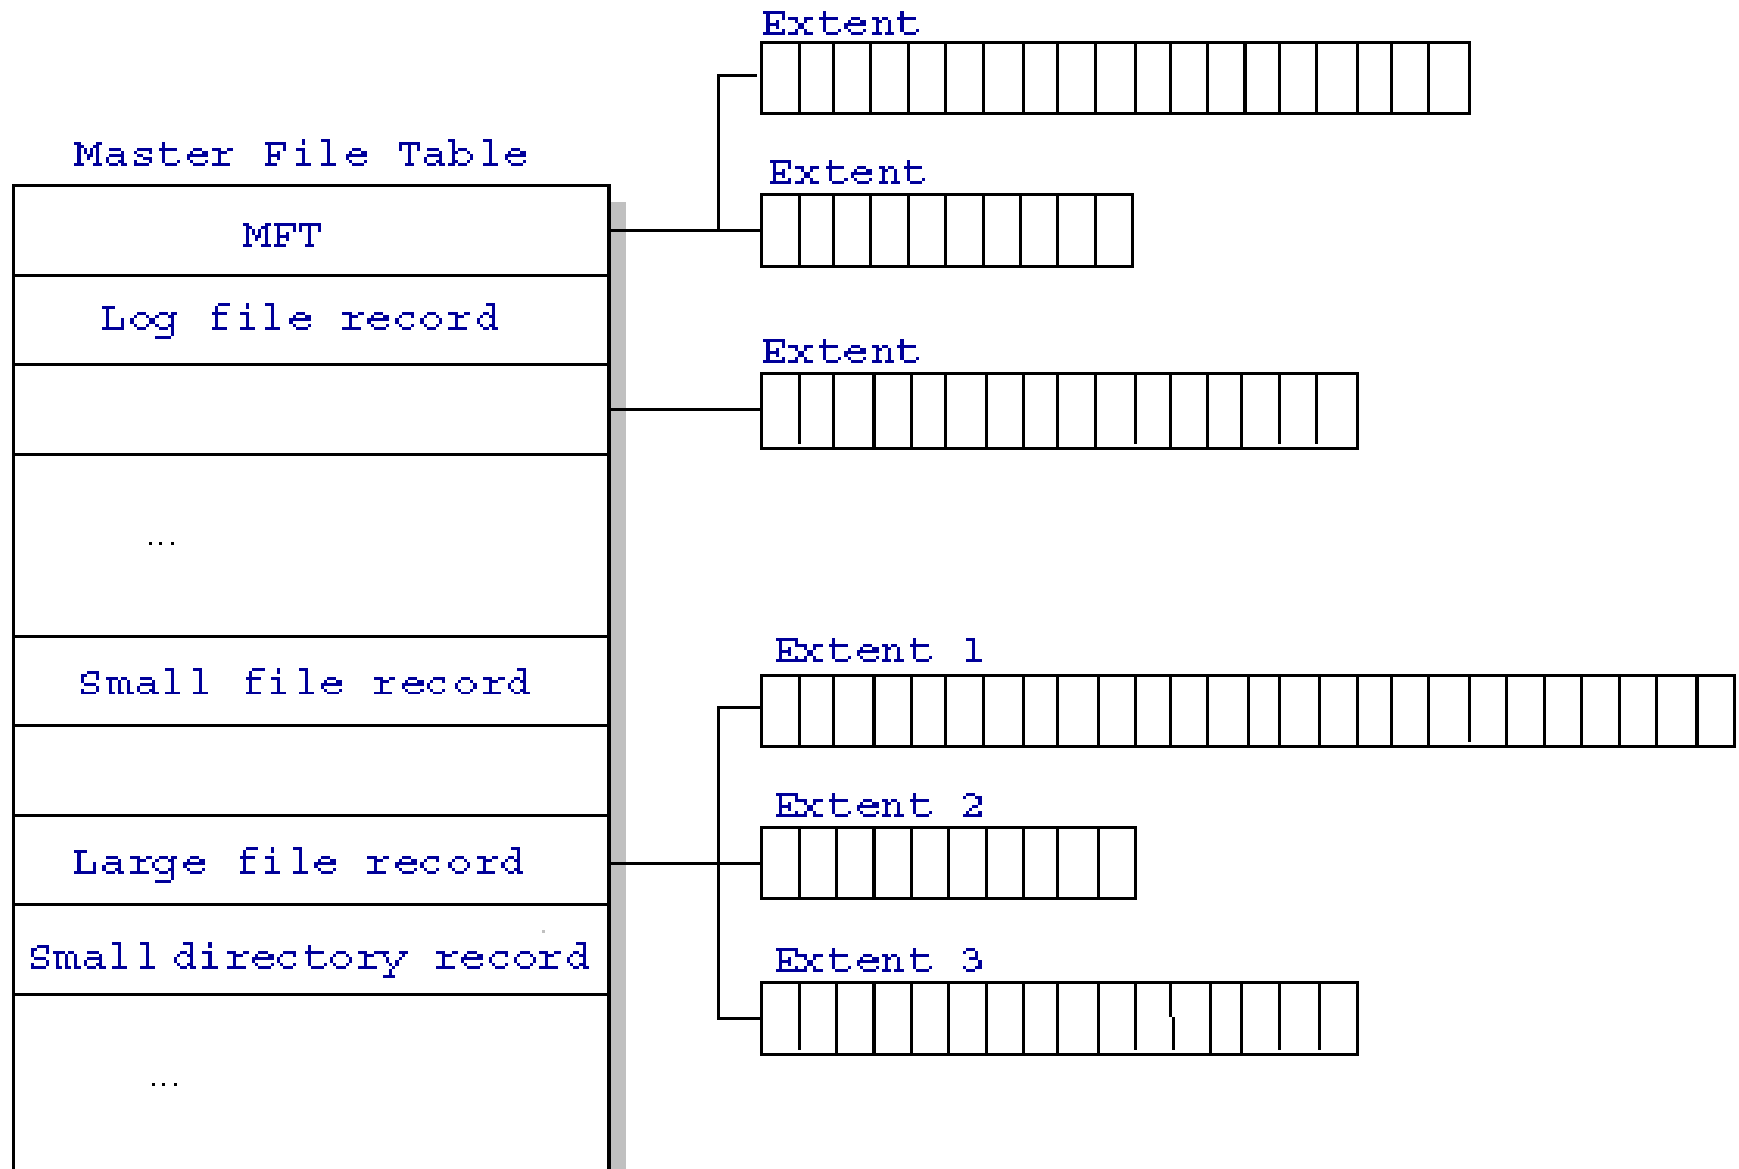 Extent
Master File Table
Extent
MFT
Log file record
Extent
...
Extent 1
Small file record
Extent 2
Large file record
Small directory record
Extent 3
...